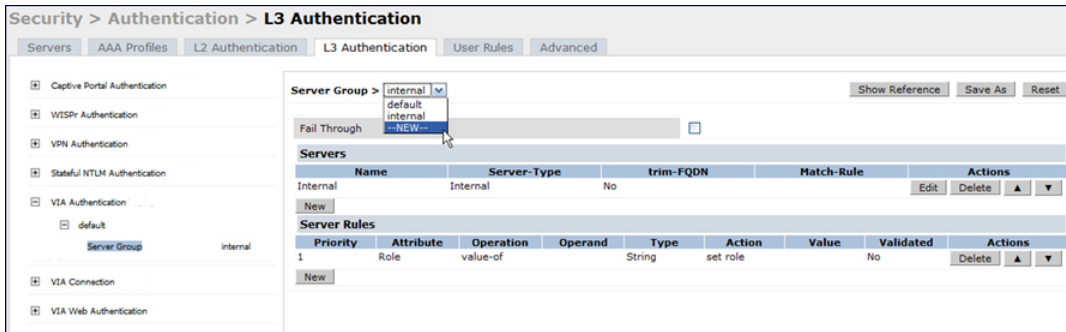 Security > Authentication > L3 Authentication
Servers AAA Profiles L2 Authentication L3 Authentication User Rules Advanced
Captive Portal Authentication
WISPr Authentication
VPN Authentication
Stateful NTLM Authentication
VIA Authentication
default
Server Group internal
VIA Connection
VIA Web Authentication
Server Group > internal Show Reference Save As Reset
default
internal
--NEW--
Fail Through
Servers
Name Server-Type trim-FQDN Match-Rule Actions
Internal Internal No Edit Delete ▲ ▼
New
Server Rules
Priority Attribute Operation Operand Type Action Value Validated Actions
1 Role value-of String set role No Delete ▲ ▼
New